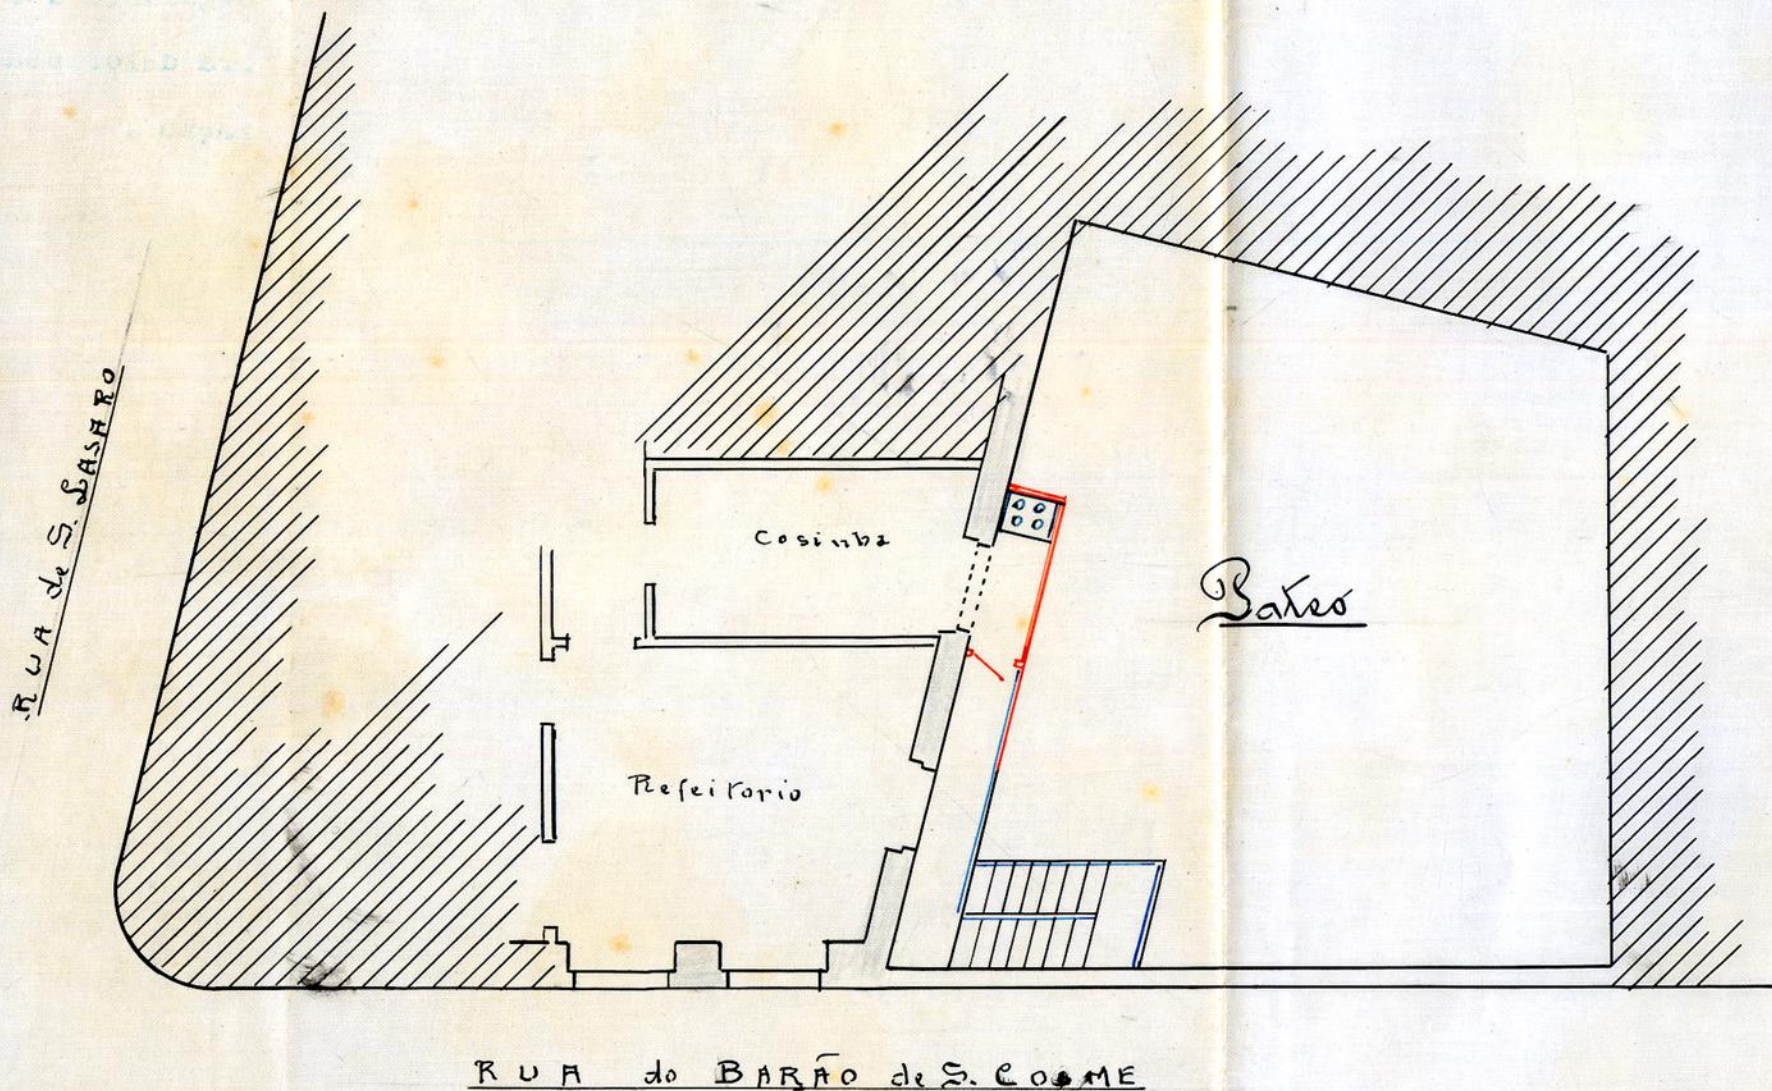 RUA de S. LASARO
Cosinha
Pateo
Refeitorio
RUA do BARÃO de S. COSME